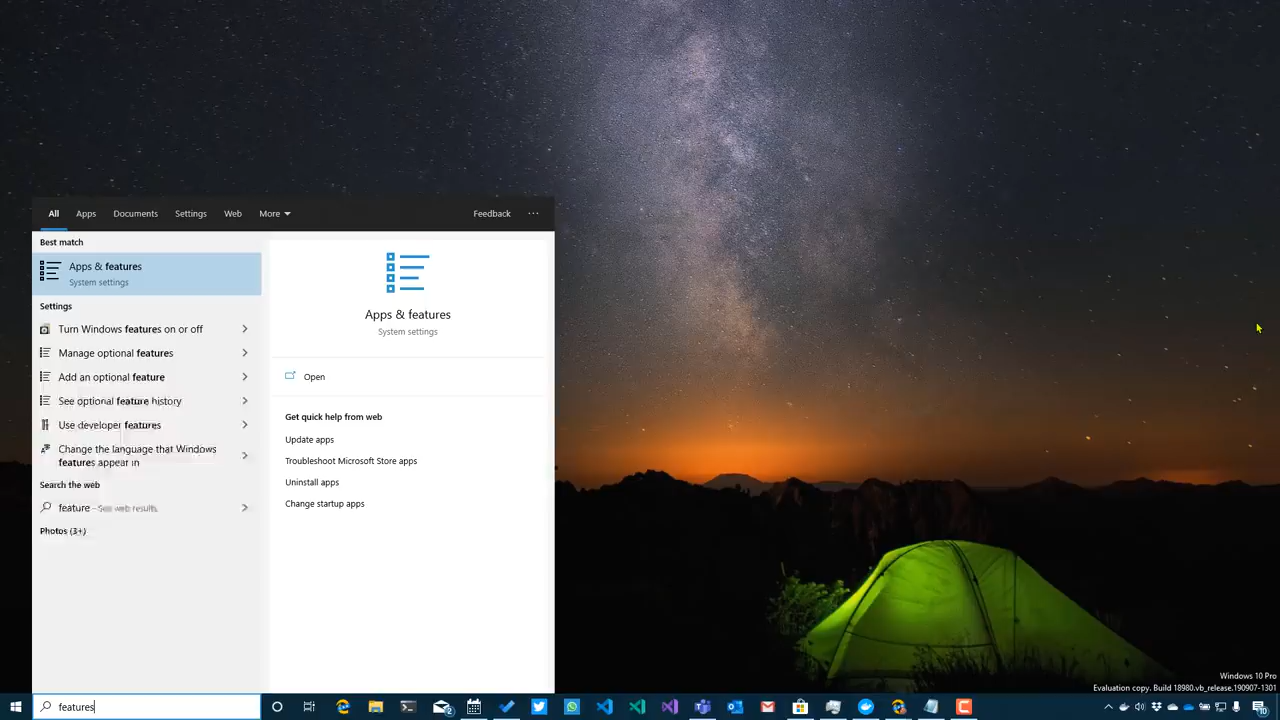 All Apps Documents Settings Web More Feedback ...
Best match
Apps & features
System settings
Settings
Turn Windows features on or off
Manage optional features
Add an optional feature
See optional feature history
Use developer features
Change the language that Windows
features appear in
Search the web
feature - See web results
Photos (3+)
Apps & features
System settings
Open
Get quick help from web
Update apps
Troubleshoot Microsoft Store apps
Uninstall apps
Change startup apps
Windows 10 Pro
Evaluation copy. Build 18980.vb_release.190907-1301
features